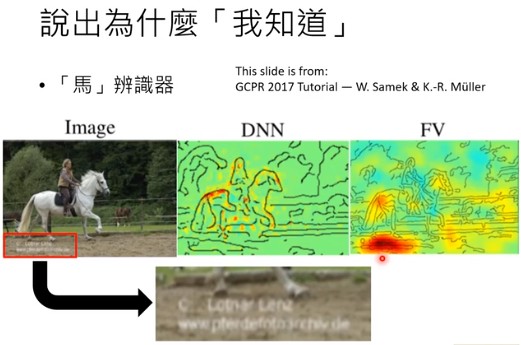 說出為什麼「我知道」
• 「馬」辨識器
This slide is from:
GCPR 2017 Tutorial — W. Samek & K.-R. Müller
Image
DNN
FV
C Lothar Lenz
www.pferdefotoarchiv.de
C Lothar Lenz
www.pferdefotoarchiv.de